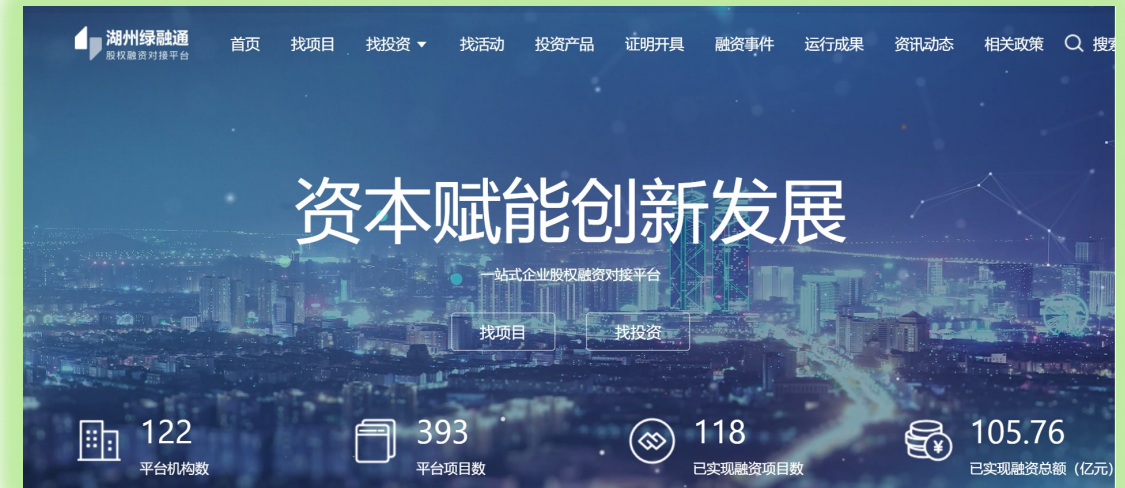 湖州绿融通
股权融资对接平台
首页 找项目 找投资 找活动 投资产品 证明开具 融资事件 运行成果 资讯动态 相关政策 搜索
资本赋能创新发展
一站式企业股权融资对接平台
找项目 找投资
122 393 118 105.76
平台机构数 平台项目数 已实现融资项目数 已实现融资总额（亿元）